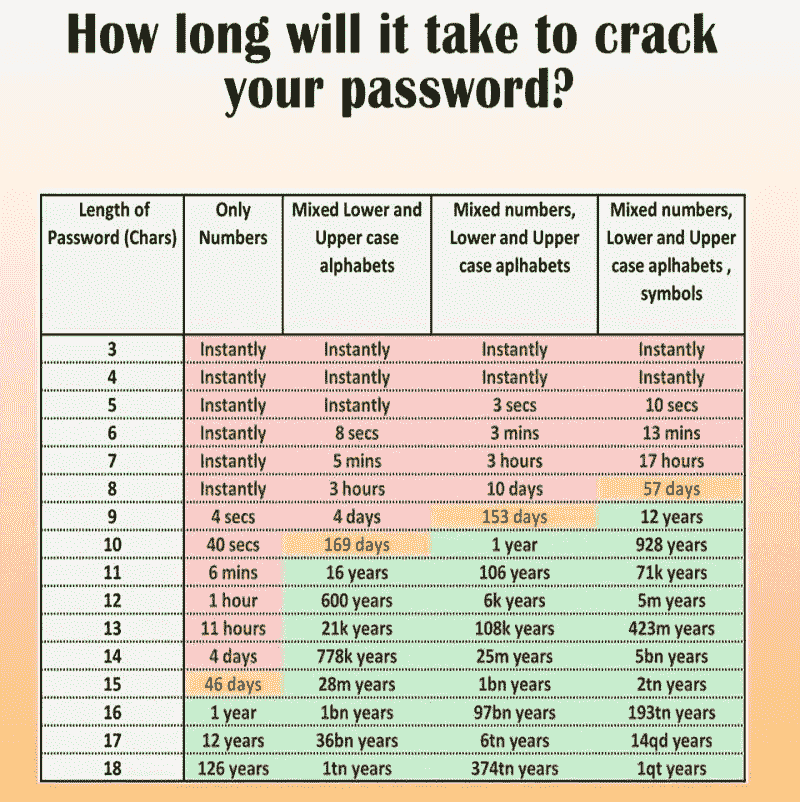 How long will it take to crack
your password?
Length of Password (Chars) | Only Numbers | Mixed Lower and Upper case alphabets | Mixed numbers, Lower and Upper case aplhabets | Mixed numbers, Lower and Upper case aplhabets , symbols
3 | Instantly | Instantly | Instantly | Instantly
4 | Instantly | Instantly | Instantly | Instantly
5 | Instantly | Instantly | 3 secs | 10 secs
6 | Instantly | 8 secs | 3 mins | 13 mins
7 | Instantly | 5 mins | 3 hours | 17 hours
8 | Instantly | 3 hours | 10 days | 57 days
9 | 4 secs | 4 days | 153 days | 12 years
10 | 40 secs | 169 days | 1 year | 928 years
11 | 6 mins | 16 years | 106 years | 71k years
12 | 1 hour | 600 years | 6k years | 5m years
13 | 11 hours | 21k years | 108k years | 423m years
14 | 4 days | 778k years | 25m years | 5bn years
15 | 46 days | 28m years | 1bn years | 2tn years
16 | 1 year | 1bn years | 97bn years | 193tn years
17 | 12 years | 36bn years | 6tn years | 14qd years
18 | 126 years | 1tn years | 374tn years | 1qt years